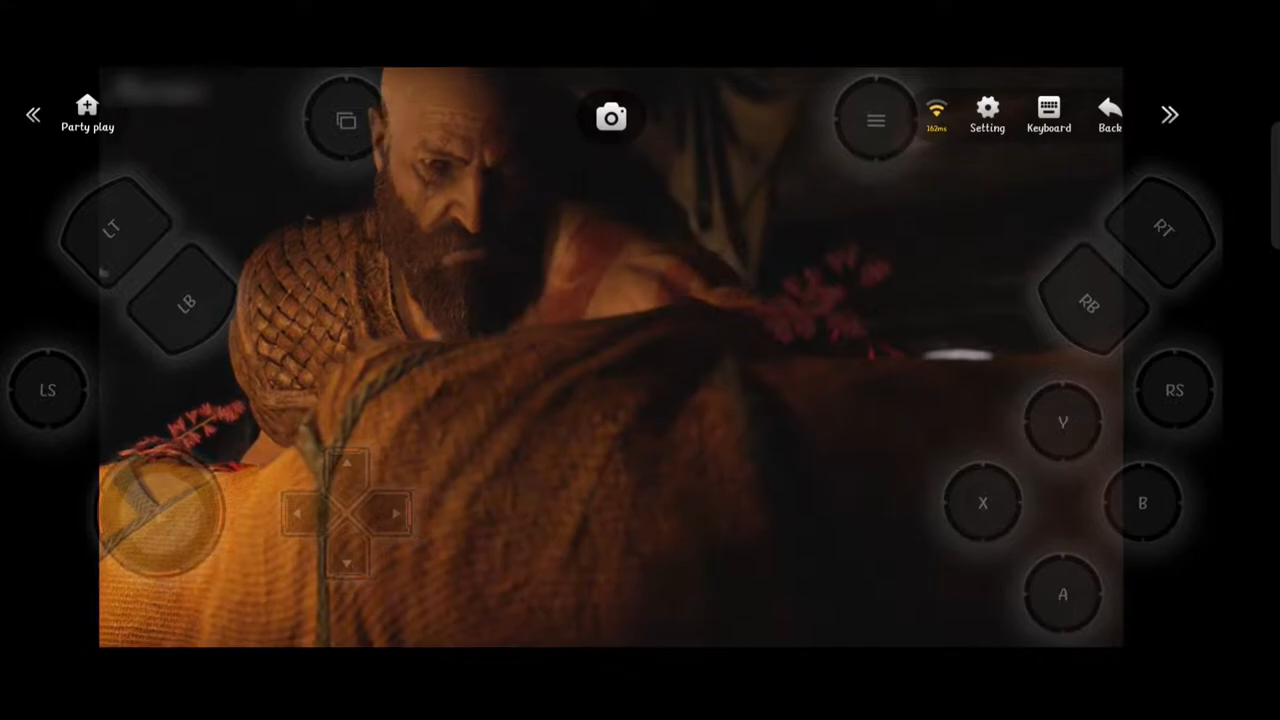 Party play
162ms
Setting
Keyboard
Back
LT
RT
LB
RB
LS
RS
Y
X
B
A